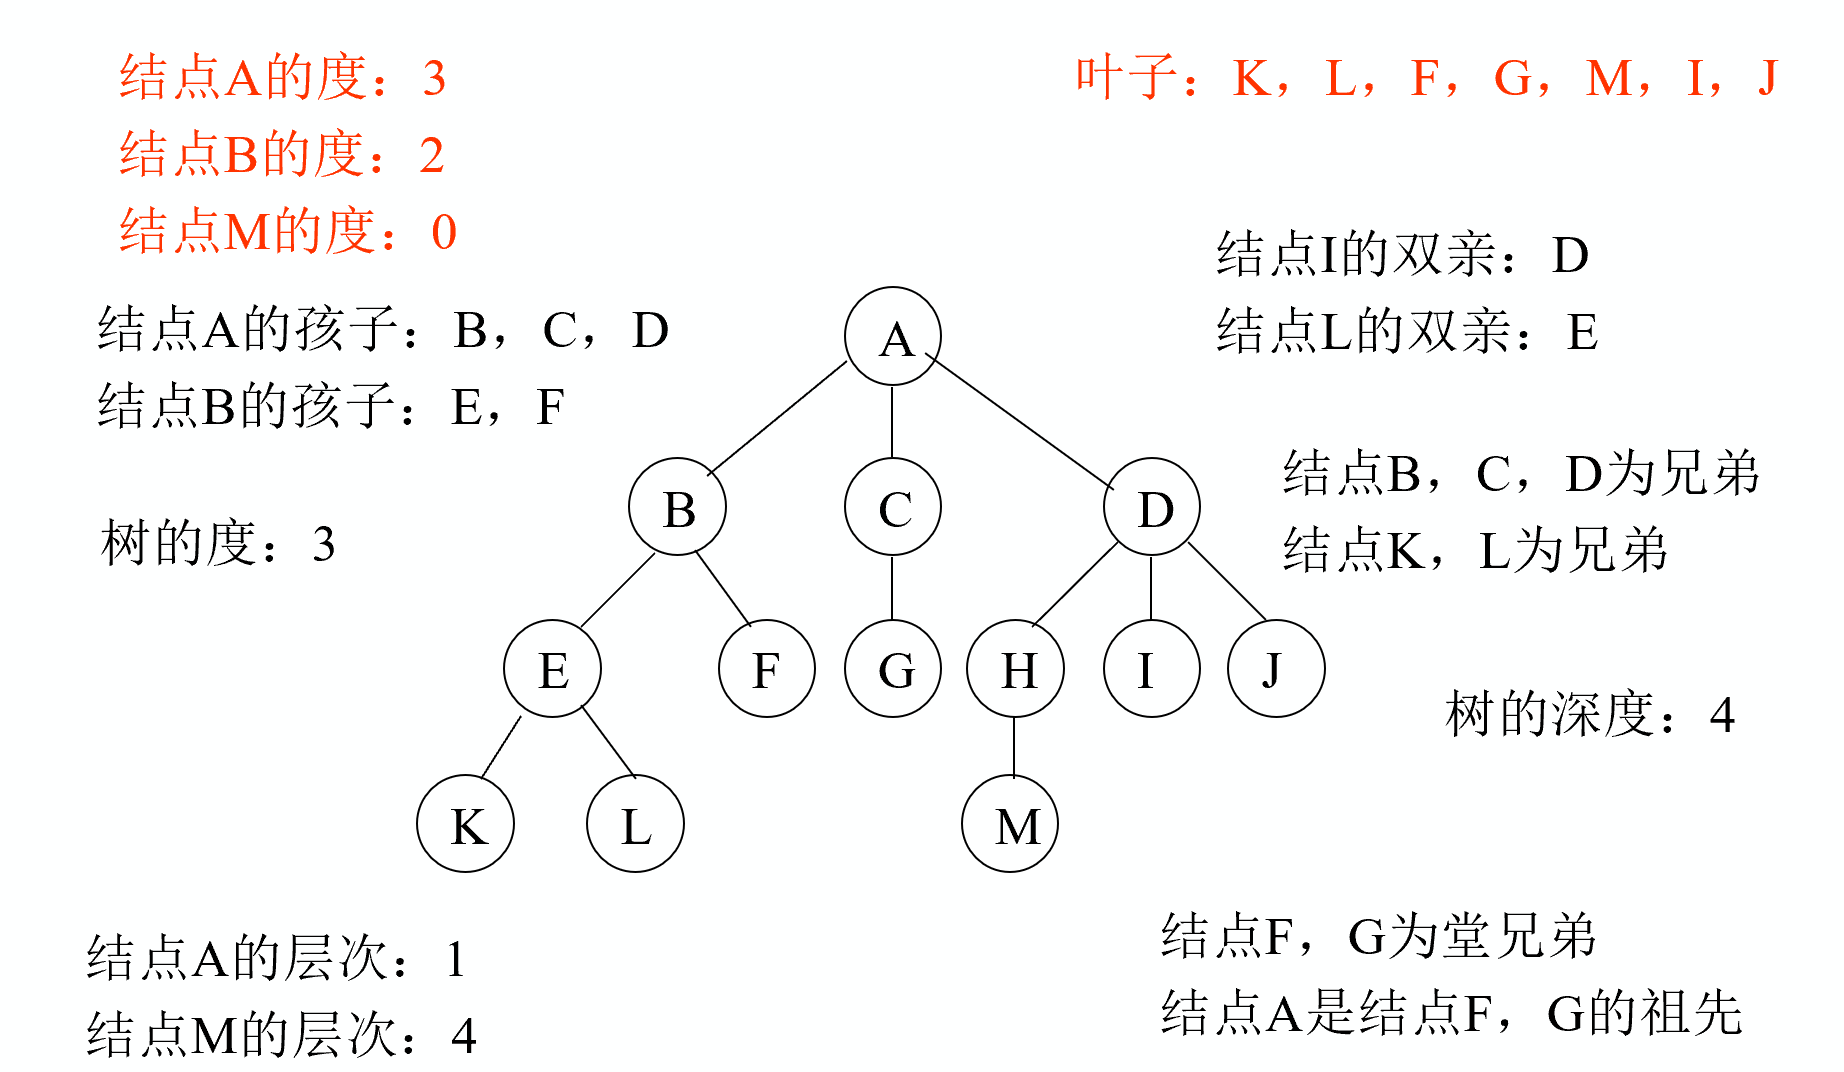 结点A的度：3
叶子：K，L，F，G，M，I，J
结点B的度：2
结点M的度：0
结点I的双亲：D
结点L的双亲：E
结点A的孩子：B，C，D
结点B的孩子：E，F
A
结点B，C，D为兄弟
结点K，L为兄弟
B
C
D
树的度：3
E
F
G
H
I
J
树的深度：4
K
L
M
结点F，G为堂兄弟
结点A是结点F，G的祖先
结点A的层次：1
结点M的层次：4